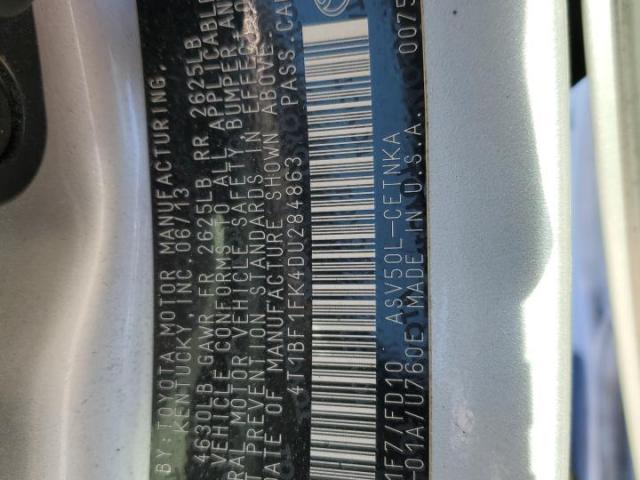 BY: TOYOTA MOTOR MANUFACTURING,
KENTUCKY, INC. 06/13
4630LB GAWR FR 2625LB RR 2625LB
VEHICLE CONFORMS TO ALL APPLICABLE
RAL MOTOR VEHICLE SAFETY, BUMPER, AN
T PREVENTION STANDARDS IN EFFECT O
DATE OF MANUFACTURE SHOWN ABOVE.
4T1BF1FK4DU284863 PASS.CAR
1F7/FD10 ASV50L-CETNKA
-01A/U760E MADE IN U.S.A. 0075